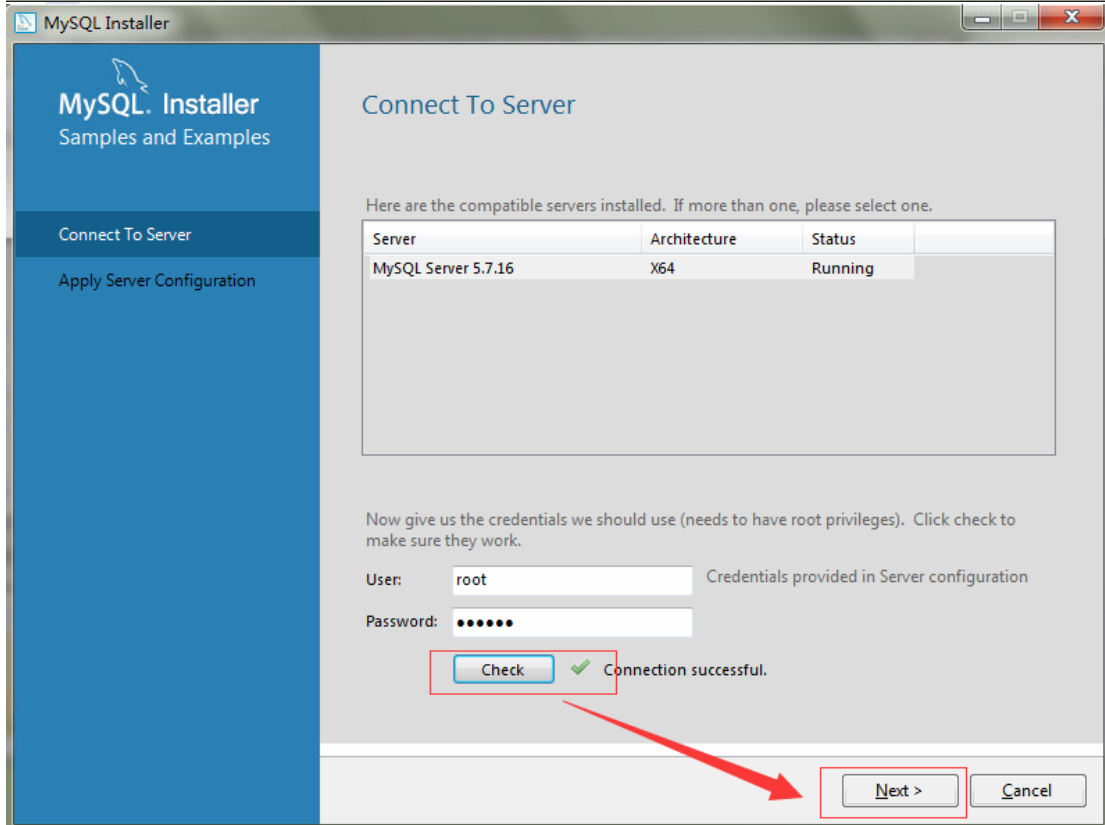 MySQL Installer
MySQL. Installer
Samples and Examples
Connect To Server
Apply Server Configuration
Connect To Server
Here are the compatible servers installed.  If more than one, please select one.
Server Architecture Status
MySQL Server 5.7.16 X64 Running
Now give us the credentials we should use (needs to have root privileges).  Click check to
make sure they work.
User: root Credentials provided in Server configuration
Password: ••••••
Check Connection successful.
Next > Cancel